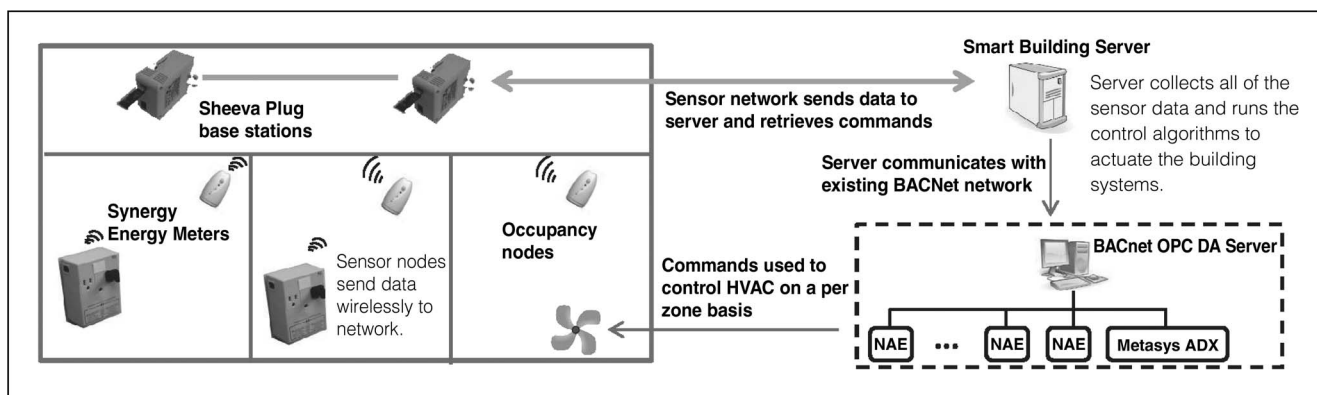 Sheeva Plug
base stations
Synergy
Energy Meters
Sensor nodes
send data
wirelessly to
network.
Occupancy
nodes
Sensor network sends data to
server and retrieves commands
Smart Building Server
Server collects all of the
sensor data and runs the
control algorithms to
actuate the building
systems.
Server communicates with
existing BACNet network
Commands used to
control HVAC on a per
zone basis
BACnet OPC DA Server
NAE
...
NAE
NAE
Metasys ADX